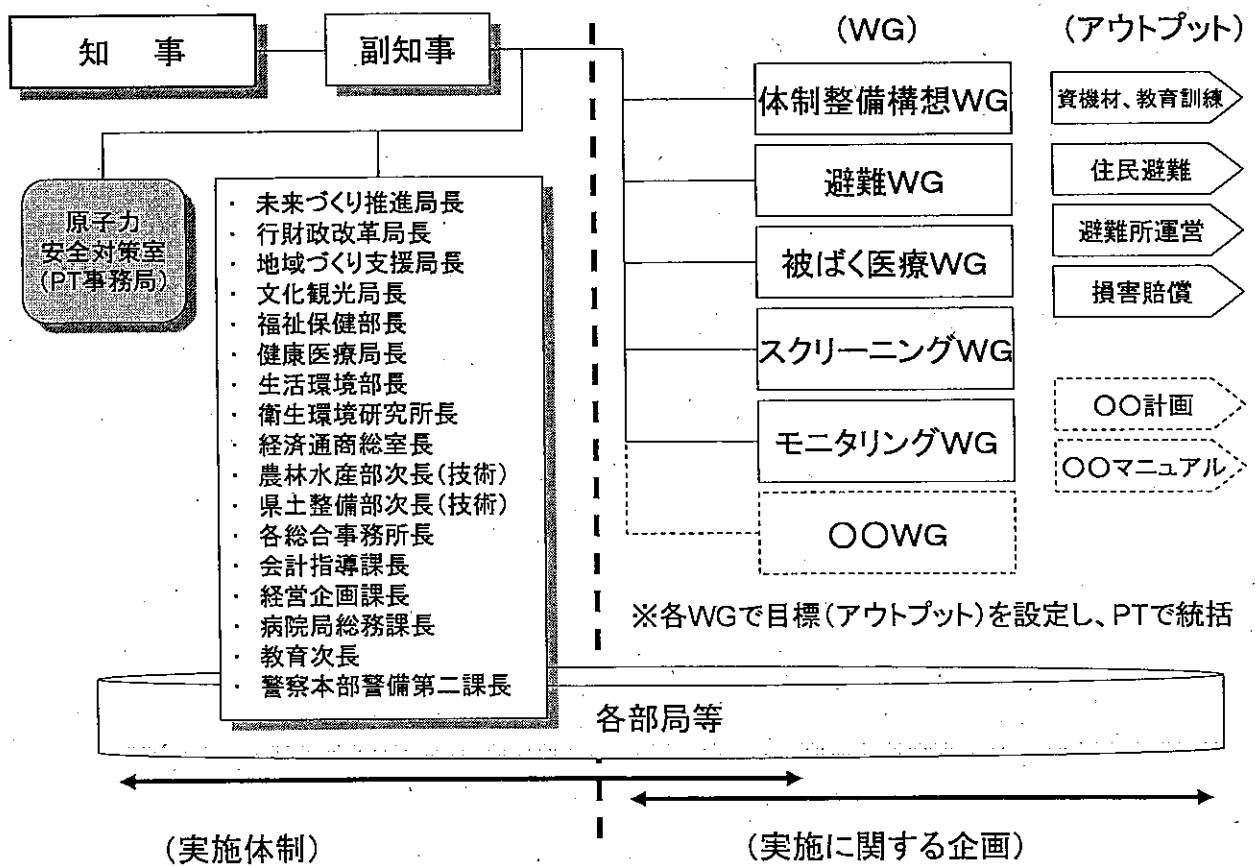 知　事
副知事
原子力
安全対策室
(PT事務局)
・ 未来づくり推進局長
・ 行財政改革局長
・ 地域づくり支援局長
・ 文化観光局長
・ 福祉保健部長
・ 健康医療局長
・ 生活環境部長
・ 衛生環境研究所長
・ 経済通商総室長
・ 農林水産部次長(技術)
・ 県土整備部次長(技術)
・ 各総合事務所長
・ 会計指導課長
・ 経営企画課長
・ 病院局総務課長
・ 教育次長
・ 警察本部警備第二課長
(WG)
体制整備構想WG
避難WG
被ばく医療WG
スクリーニングWG
モニタリングWG
〇〇WG
(アウトプット)
資機材、教育訓練
住民避難
避難所運営
損害賠償
〇〇計画
〇〇マニュアル
※各WGで目標(アウトプット)を設定し、PTで統括
各部局等
(実施体制)
(実施に関する企画)